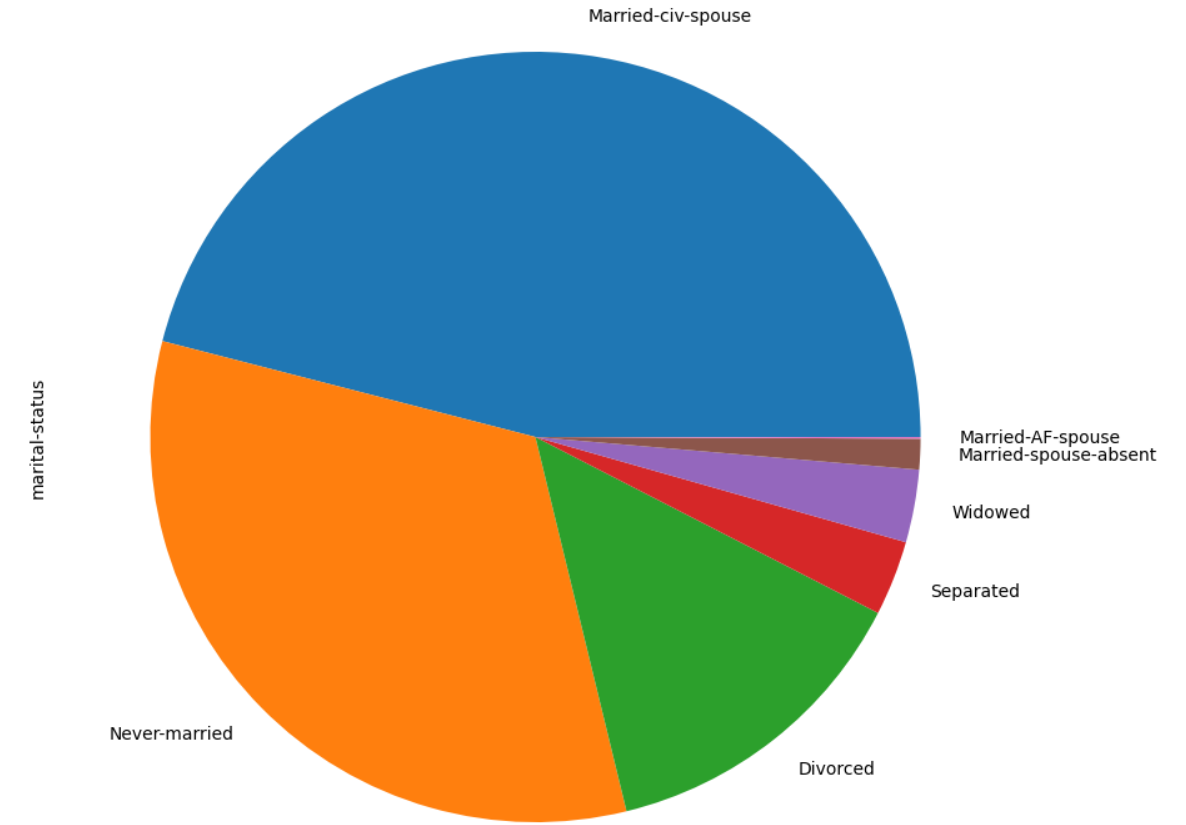 Married-civ-spouse
marital-status
Married-AF-spouse
Married-spouse-absent
Widowed
Separated
Never-married
Divorced